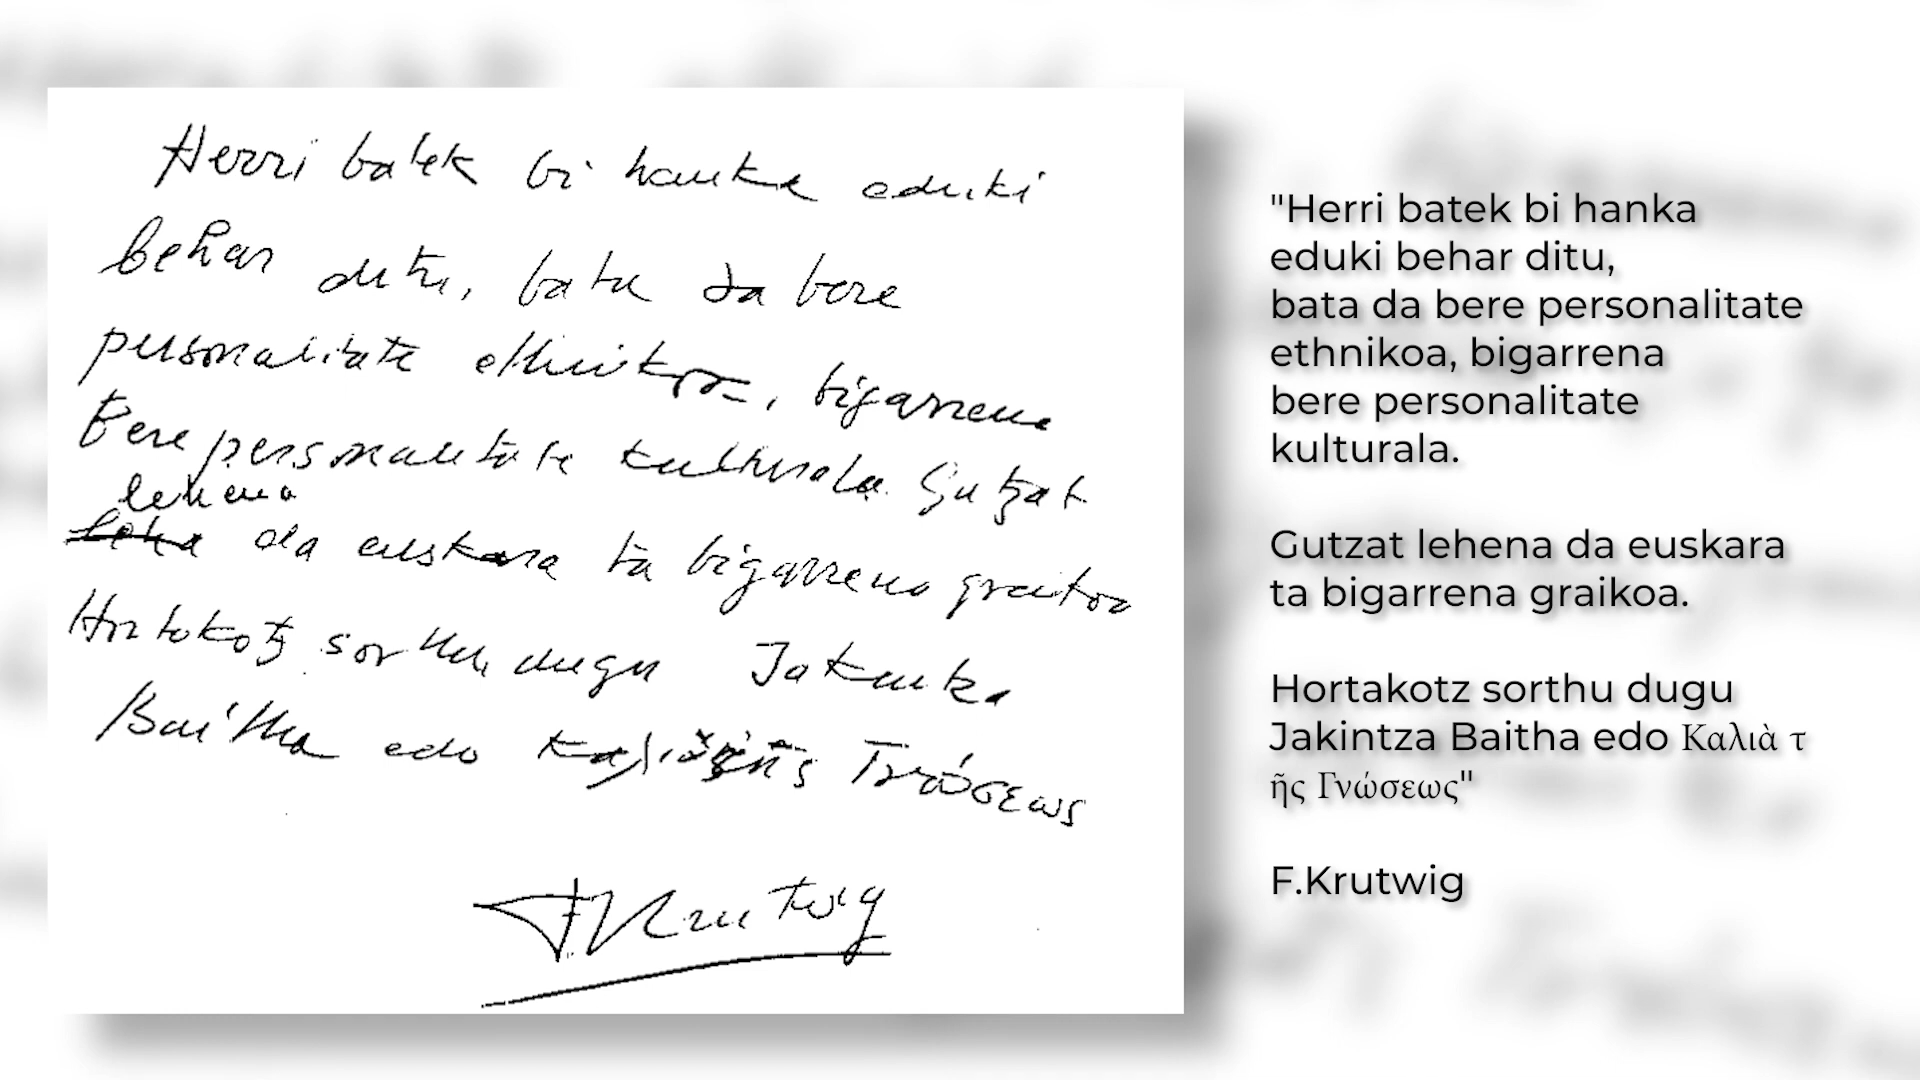 Herri batek bi hanka eduki
behar ditu, bata da bere
personalitate ethnikoa, bigarrena
bere personalitate kulturala. Gutzat
lehena
leha da euskara ta bigarrena graikoa
Hortakotz sorthu dugu Jakintza
Baitha edo Καλιὰ τῆς Γνώσεως
F Krutwig
"Herri batek bi hanka
eduki behar ditu,
bata da bere personalitate
ethnikoa, bigarrena
bere personalitate
kulturala.
Gutzat lehena da euskara
ta bigarrena graikoa.
Hortakotz sorthu dugu
Jakintza Baitha edo Καλιὰ τ
ῆς Γνώσεως"
F.Krutwig